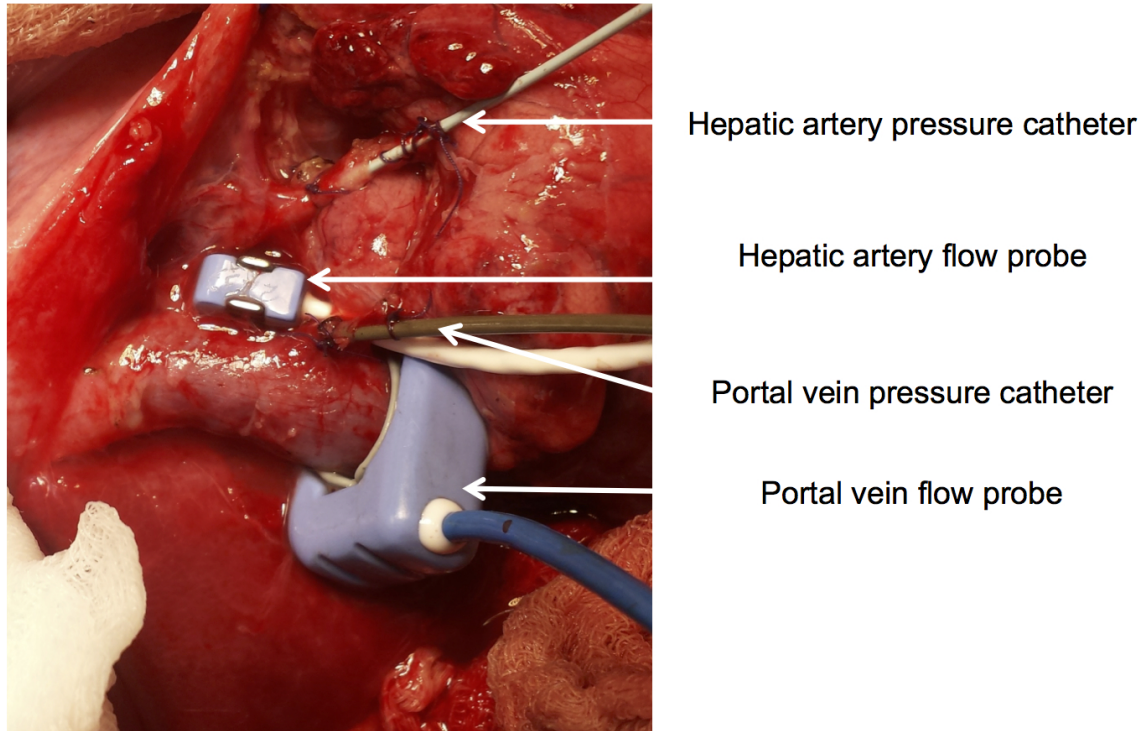 Hepatic artery pressure catheter
Hepatic artery flow probe
Portal vein pressure catheter
Portal vein flow probe